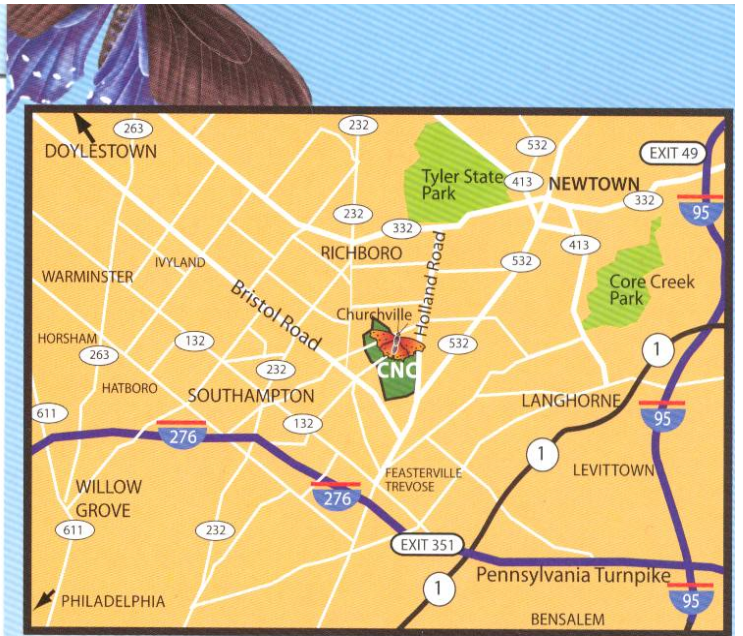 263
232
532
EXIT 49
DOYLESTOWN
Tyler State
Park
413
NEWTOWN
332
95
232
332
RICHBORO
413
IVYLAND
532
WARMINSTER
Holland Road
Core Creek
Park
Bristol Road
Churchville
HORSHAM
132
532
1
263
CNC
232
HATBORO
SOUTHAMPTON
LANGHORNE
611
132
95
276
1
FEASTERVILLE
TREVOSE
LEVITTOWN
WILLOW
GROVE
276
611
232
EXIT 351
Pennsylvania Turnpike
1
95
PHILADELPHIA
BENSALEM